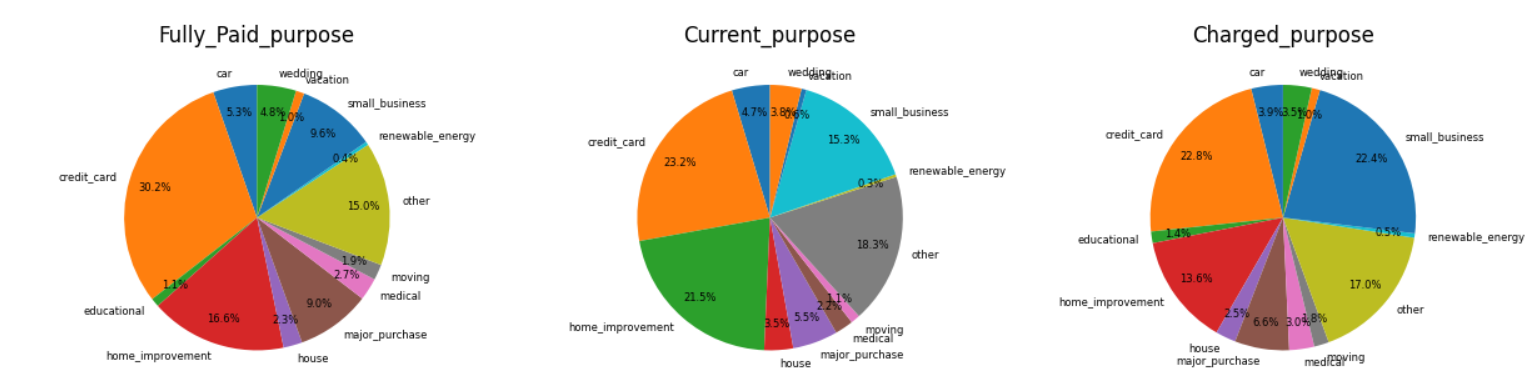 Fully_Paid_purpose
car
wedding
vacation
small_business
renewable_energy
other
moving
medical
major_purchase
house
home_improvement
educational
credit_card
5.3%
4.8%
1.0%
9.6%
0.4%
15.0%
1.9%
2.7%
9.0%
2.3%
16.6%
1.1%
30.2%
Current_purpose
car
wedding
vacation
small_business
renewable_energy
other
moving
medical
major_purchase
house
home_improvement
credit_card
4.7%
3.8%
0.6%
15.3%
0.3%
18.3%
1.1%
2.2%
5.5%
3.5%
21.5%
23.2%
Charged_purpose
car
wedding
vacation
small_business
renewable_energy
other
moving
medical
major_purchase
house
home_improvement
educational
credit_card
3.9%
3.5%
1.0%
22.4%
0.5%
17.0%
1.8%
3.0%
6.6%
2.5%
13.6%
1.4%
22.8%